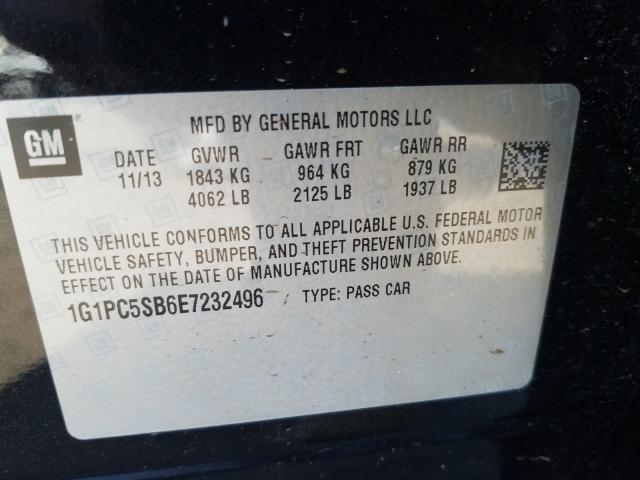 GM
MFD BY GENERAL MOTORS LLC
DATE GVWR GAWR FRT GAWR RR
11/13 1843 KG 964 KG 879 KG
4062 LB 2125 LB 1937 LB
THIS VEHICLE CONFORMS TO ALL APPLICABLE U.S. FEDERAL MOTOR
VEHICLE SAFETY, BUMPER, AND THEFT PREVENTION STANDARDS IN
EFFECT ON THE DATE OF MANUFACTURE SHOWN ABOVE.
1G1PC5SB6E7232496 TYPE: PASS CAR